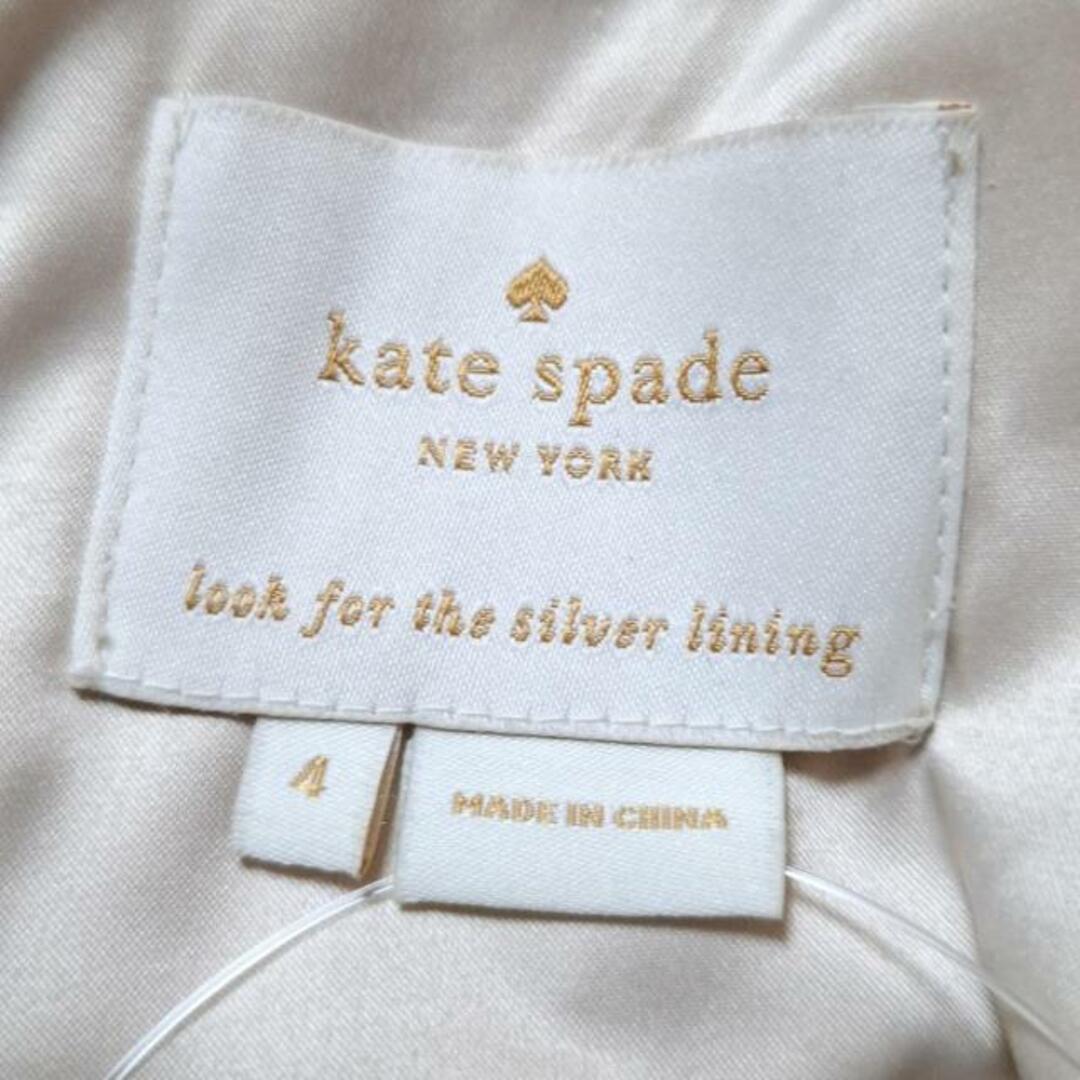 kate spade
NEW YORK
look for the silver lining
4
MADE IN CHINA